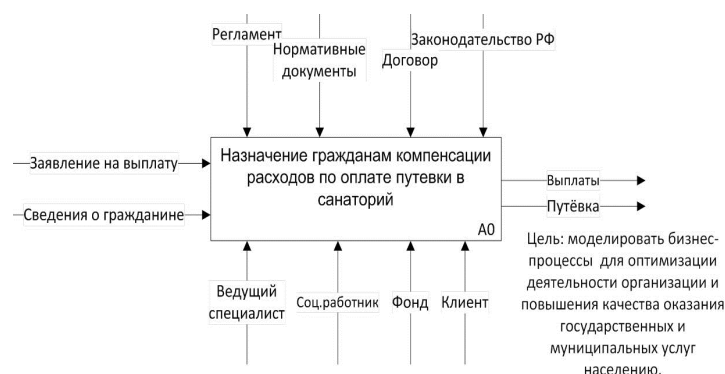 Регламент
Нормативные
документы
Договор
Законодательство РФ
Заявление на выплату
Сведения о гражданине
Назначение гражданам компенсации
расходов по оплате путевки в
санаторий
A0
Выплаты
Путёвка
Ведущий
специалист
Соц.работник
Фонд
Клиент
Цель: моделировать бизнес-
процессы для оптимизации
деятельности организации и
повышения качества оказания
государственных и
муниципальных услуг
населению.